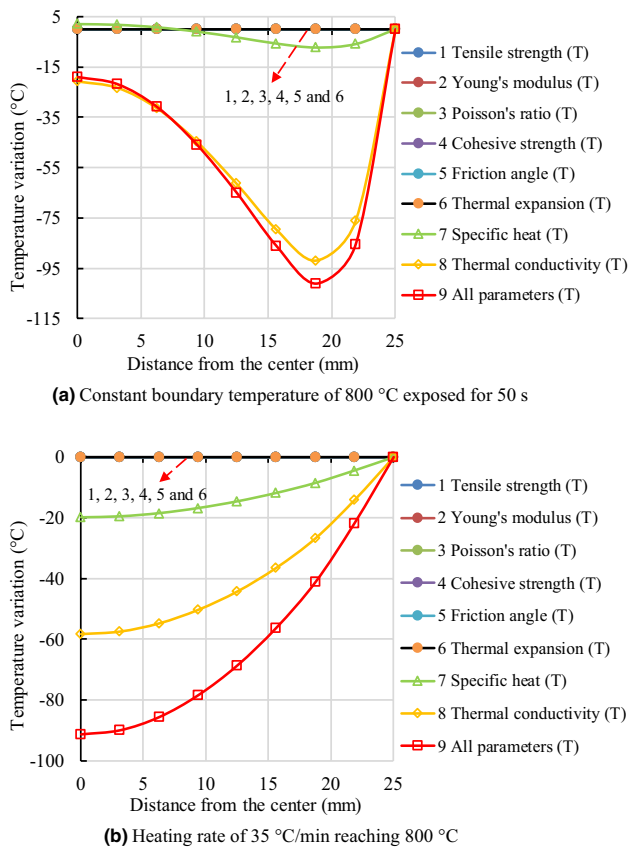 5
-15
-35
-55
-75
-95
-115
Temperature variation (°C)
1, 2, 3, 4, 5 and 6
0 5 10 15 20 25
Distance from the center (mm)
1 Tensile strength (T)
2 Young's modulus (T)
3 Poisson's ratio (T)
4 Cohesive strength (T)
5 Friction angle (T)
6 Thermal expansion (T)
7 Specific heat (T)
8 Thermal conductivity (T)
9 All parameters (T)
(a) Constant boundary temperature of 800 °C exposed for 50 s
0
-20
-40
-60
-80
-100
Temperature variation (°C)
1, 2, 3, 4, 5 and 6
0 5 10 15 20 25
Distance from the center (mm)
1 Tensile strength (T)
2 Young's modulus (T)
3 Poisson's ratio (T)
4 Cohesive strength (T)
5 Friction angle (T)
6 Thermal expansion (T)
7 Specific heat (T)
8 Thermal conductivity (T)
9 All parameters (T)
(b) Heating rate of 35 °C/min reaching 800 °C